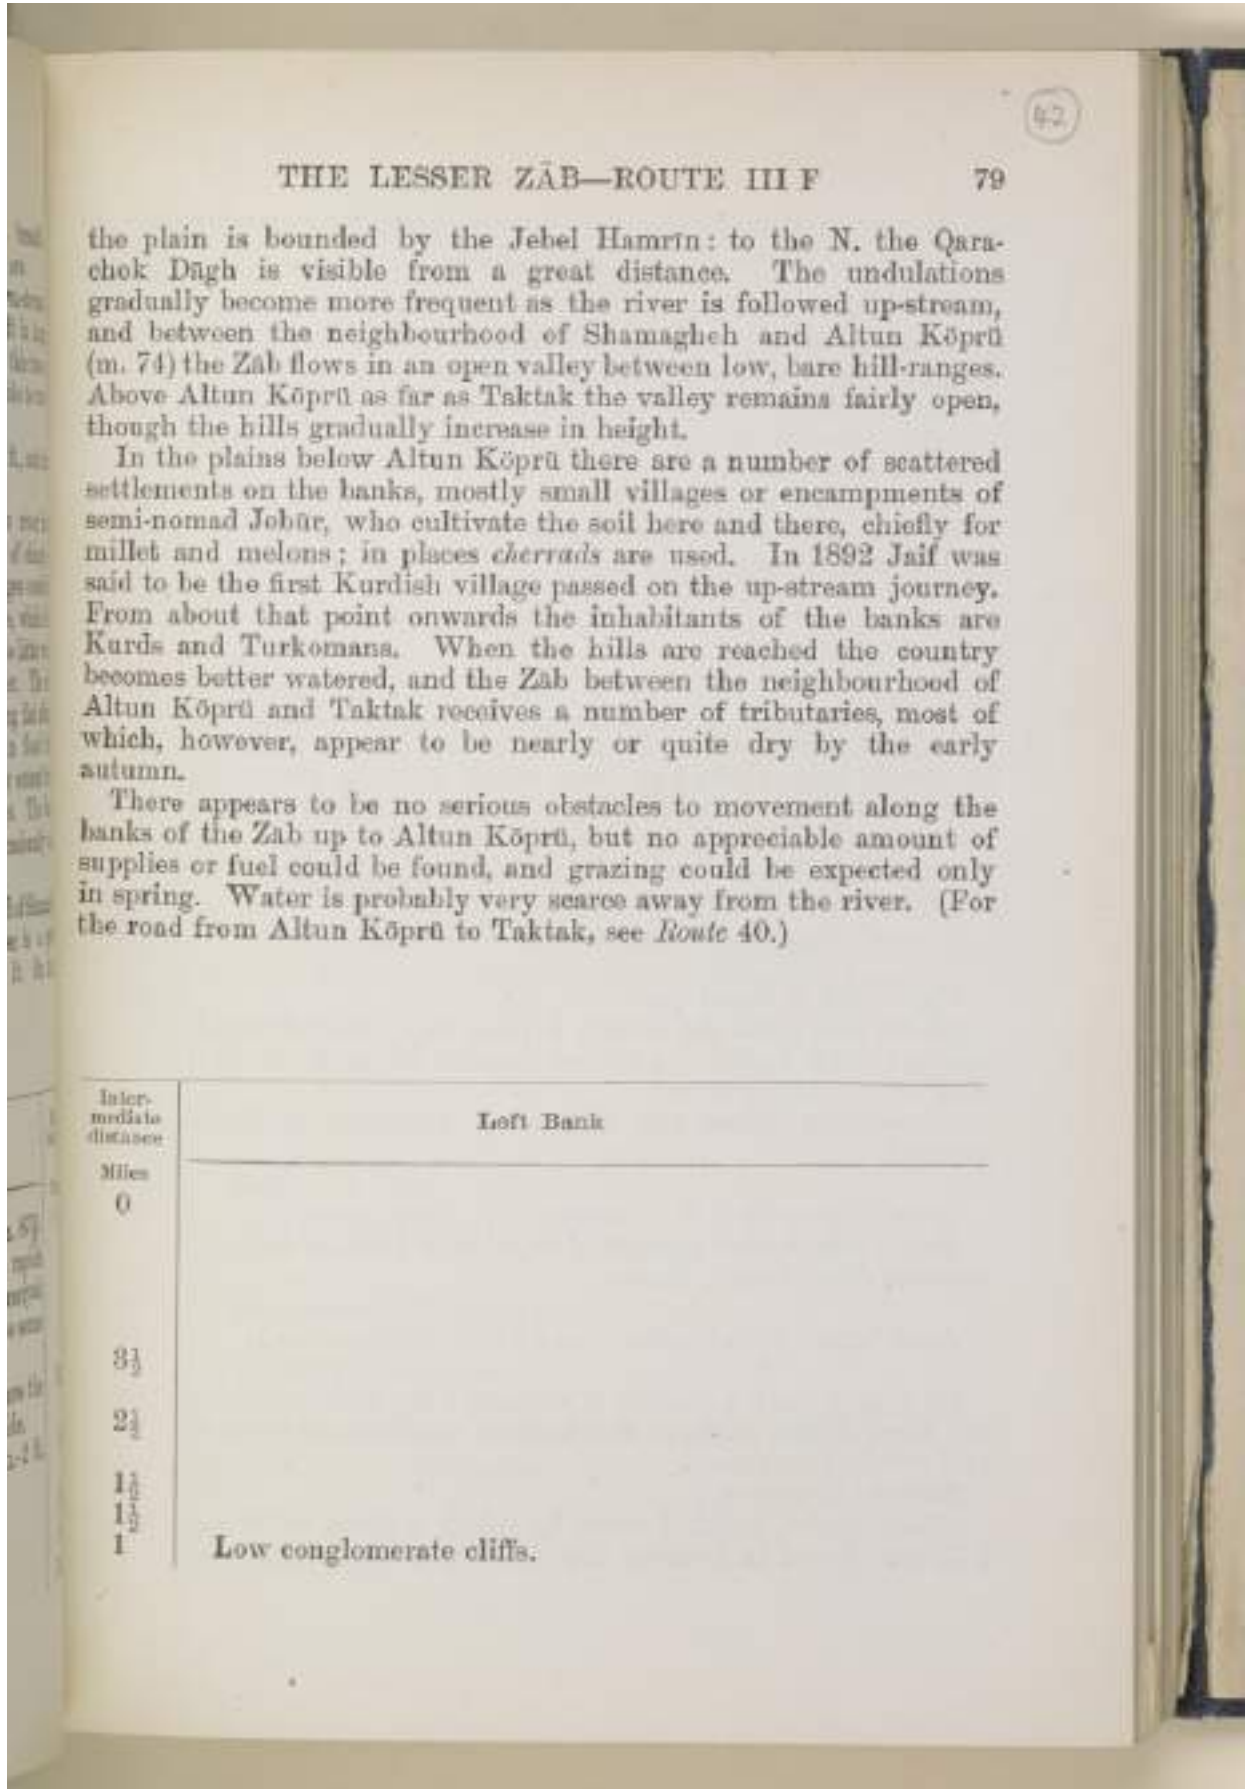 42
THE LESSER ZĀB—ROUTE III F 79
the plain is bounded by the Jebel Hamrīn: to the N. the Qara-
chok Dāgh is visible from a great distance. The undulations
gradually become more frequent as the river is followed up-stream,
and between the neighbourhood of Shamagheh and Altun Köprü
(m. 74) the Zāb flows in an open valley between low, bare hill-ranges.
Above Altun Köprü as far as Taktak the valley remains fairly open,
though the hills gradually increase in height.
In the plains below Altun Köprü there are a number of scattered
settlements on the banks, mostly small villages or encampments of
semi-nomad Jobūr, who cultivate the soil here and there, chiefly for
millet and melons; in places cherrads are used. In 1892 Jaif was
said to be the first Kurdish village passed on the up-stream journey.
From about that point onwards the inhabitants of the banks are
Kurds and Turkomans. When the hills are reached the country
becomes better watered, and the Zāb between the neighbourhood of
Altun Köprü and Taktak receives a number of tributaries, most of
which, however, appear to be nearly or quite dry by the early
autumn.
There appears to be no serious obstacles to movement along the
banks of the Zab up to Altun Köprü, but no appreciable amount of
supplies or fuel could be found, and grazing could be expected only
in spring. Water is probably very scarce away from the river. (For
the road from Altun Köprü to Taktak, see Route 40.)
Inter-
mediate
distance
Left Bank
Miles
0
3½
2½
1½
1½
1 Low conglomerate cliffs.